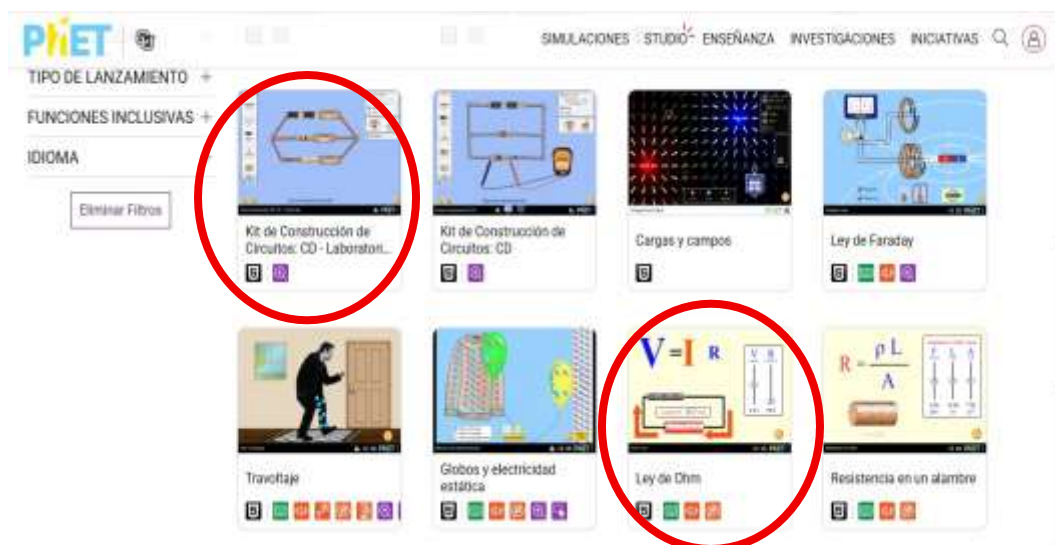 PhET
SIMULACIONES STUDIO ENSEÑANZA INVESTIGACIONES INICIATIVAS
TIPO DE LANZAMIENTO +
FUNCIONES INCLUSIVAS +
IDIOMA
Eliminar Filtros
Kit de Construcción de
Circuitos: CD - Laboratori...
Kit de Construcción de
Circuitos: CD
Cargas y campos
Ley de Faraday
V = I R
V R
R = ρ L
A
ρ L A
Travoltaje
Globos y electricidad
estática
Ley de Ohm
Resistencia en un alambre